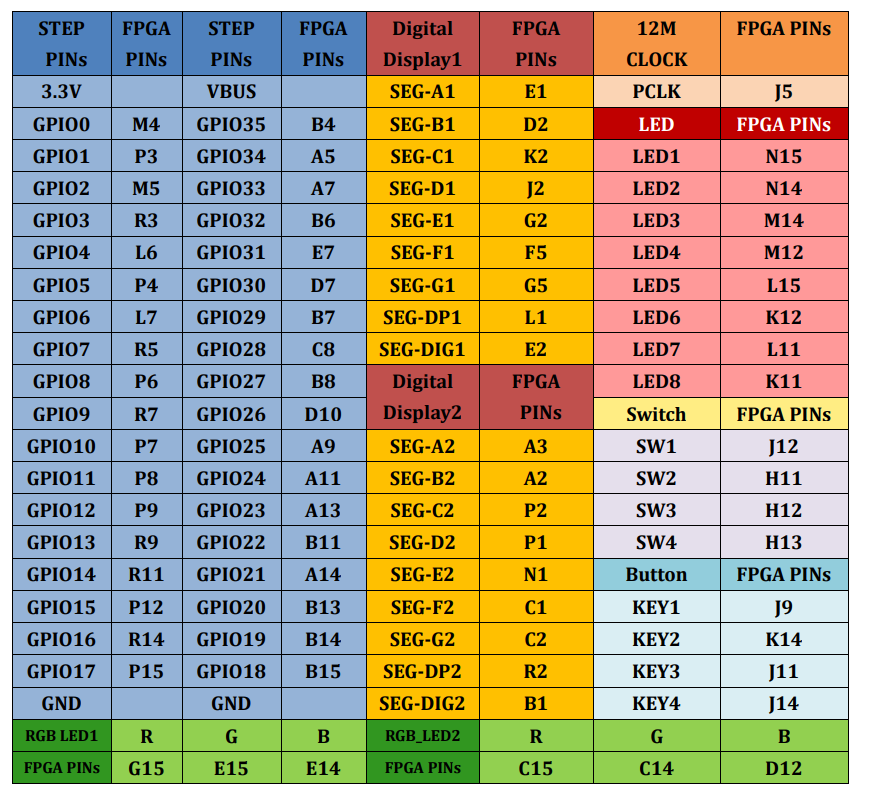 STEP PINs FPGA PINs STEP PINs FPGA PINs Digital Display1 FPGA PINs 12M CLOCK FPGA PINs
3.3V VBUS SEG-A1 E1 PCLK J5
GPIO0 M4 GPIO35 B4 SEG-B1 D2 LED FPGA PINs
GPIO1 P3 GPIO34 A5 SEG-C1 K2 LED1 N15
GPIO2 M5 GPIO33 A7 SEG-D1 J2 LED2 N14
GPIO3 R3 GPIO32 B6 SEG-E1 G2 LED3 M14
GPIO4 L6 GPIO31 E7 SEG-F1 F5 LED4 M12
GPIO5 P4 GPIO30 D7 SEG-G1 G5 LED5 L15
GPIO6 L7 GPIO29 B7 SEG-DP1 L1 LED6 K12
GPIO7 R5 GPIO28 C8 SEG-DIG1 E2 LED7 L11
GPIO8 P6 GPIO27 B8 Digital FPGA LED8 K11
GPIO9 R7 GPIO26 D10 Display2 PINs Switch FPGA PINs
GPIO10 P7 GPIO25 A9 SEG-A2 A3 SW1 J12
GPIO11 P8 GPIO24 A11 SEG-B2 A2 SW2 H11
GPIO12 P9 GPIO23 A13 SEG-C2 P2 SW3 H12
GPIO13 R9 GPIO22 B11 SEG-D2 P1 SW4 H13
GPIO14 R11 GPIO21 A14 SEG-E2 N1 Button FPGA PINs
GPIO15 P12 GPIO20 B13 SEG-F2 C1 KEY1 J9
GPIO16 R14 GPIO19 B14 SEG-G2 C2 KEY2 K14
GPIO17 P15 GPIO18 B15 SEG-DP2 R2 KEY3 J11
GND GND SEG-DIG2 B1 KEY4 J14
RGB LED1 R G B RGB_LED2 R G B
FPGA PINs G15 E15 E14 FPGA PINs C15 C14 D12